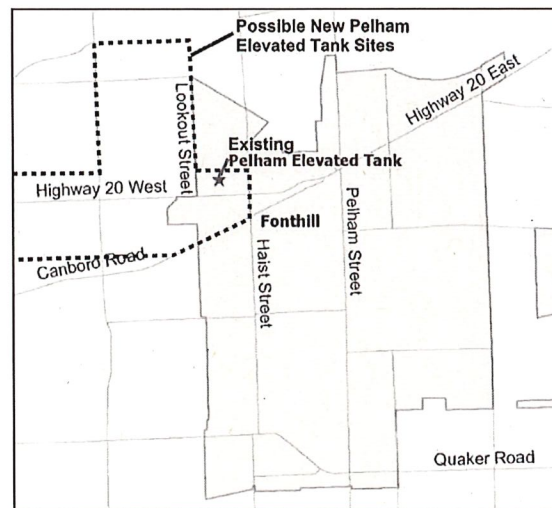 Possible New Pelham
Elevated Tank Sites
Highway 20 East
Lookout Street
Existing
Pelham Elevated Tank
Highway 20 West
Pelham Street
Fonthill
Canboro Road
Haist Street
Quaker Road